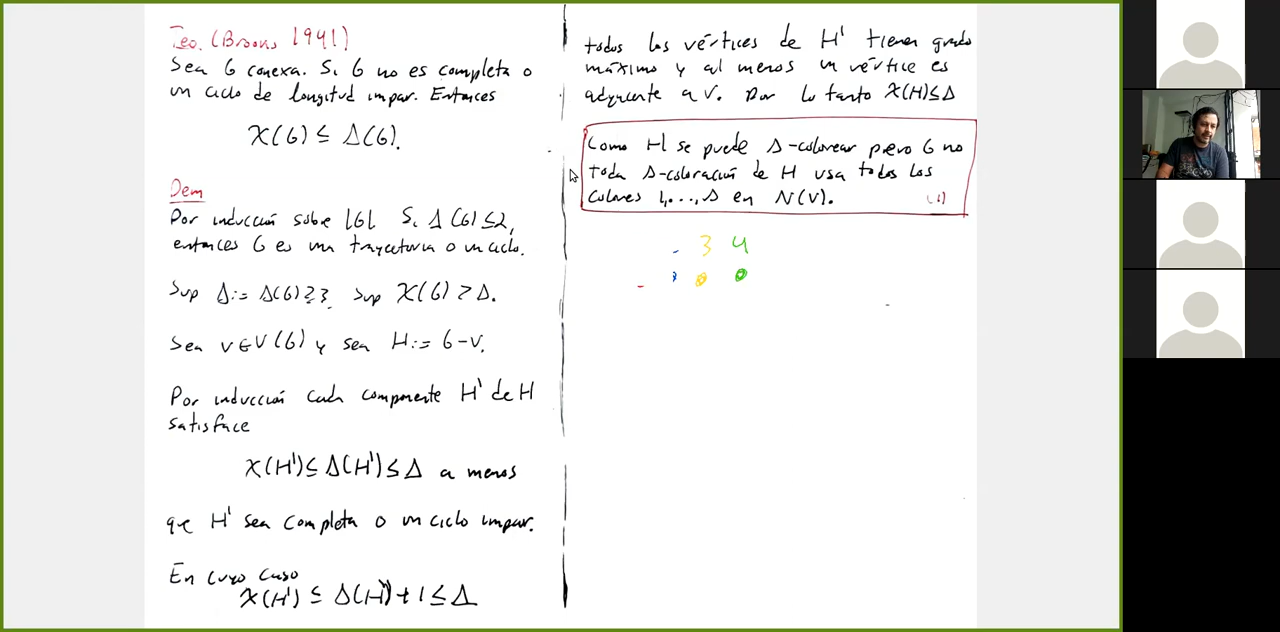 Teo. (Brooks 1941)
Sea G conexa. Si G no es completa o
un ciclo de longitud impar. Entonces
χ(G) ≤ Δ(G).
Dem
Por inducción sobre |G|. Si Δ(G) ≤ 2,
entonces G es una trayectoria o un ciclo.
Sup Δ := Δ(G) ≥ 3. Sup χ(G) > Δ.
Sea v ∈ V(G) y sea H := G - v.
Por inducción cada componente H' de H
satisface
χ(H') ≤ Δ(H') ≤ Δ a menos
que H' sea completa o un ciclo impar.
En cuyo caso
χ(H') ≤ Δ(H') + 1 ≤ Δ
todos los vértices de H' tienen grado
máximo y al menos un vértice es
adyacente a v. Por lo tanto χ(H) ≤ Δ
Como H se puede Δ-colorear pero G no
toda Δ-coloración de H usa todos los
colores 1,...,Δ en N(v). (1)
3 4